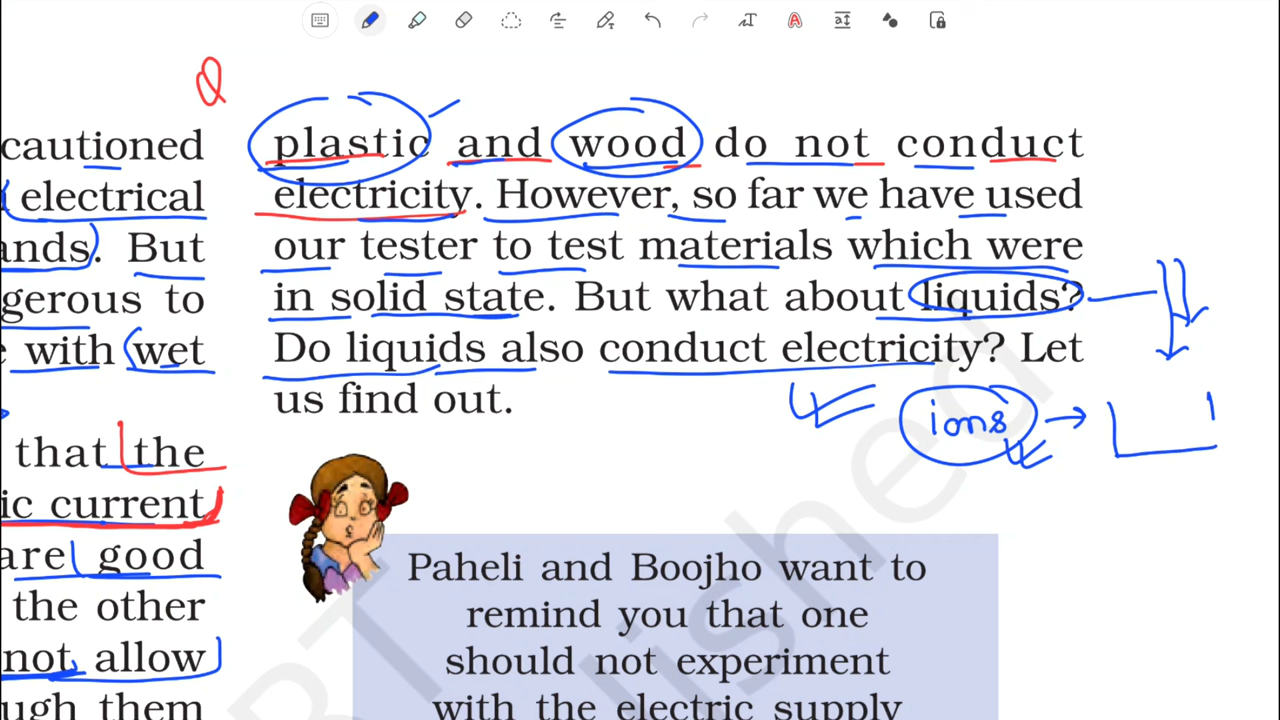 Q
cautioned
electrical
ands). But
gerous to
with (wet
that the
ic current
are good
the other
not allow
ugh them
plastic and wood do not conduct
electricity. However, so far we have used
our tester to test materials which were
in solid state. But what about liquids?
Do liquids also conduct electricity? Let
us find out.
ions
Paheli and Boojho want to
remind you that one
should not experiment
with the electric supply